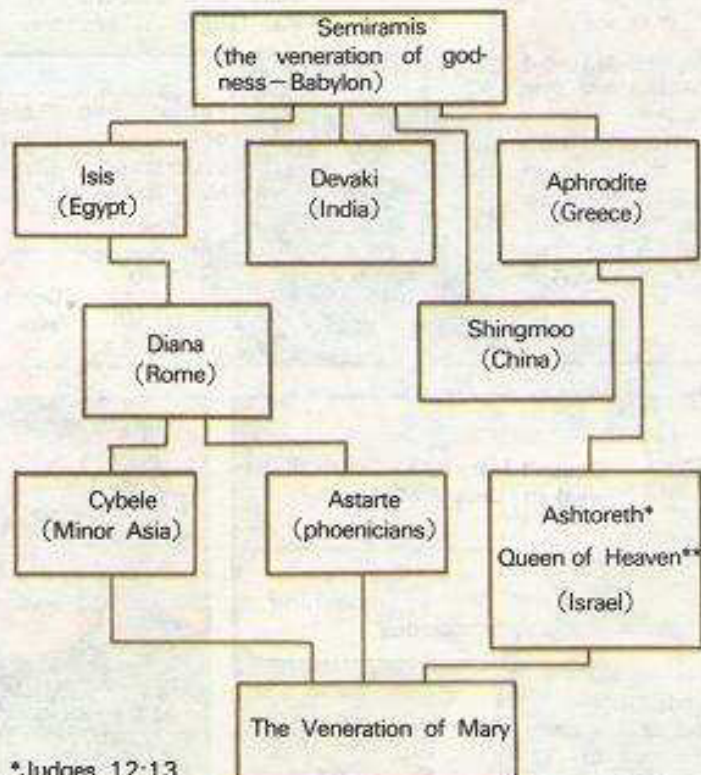 Semiramis
(the veneration of god-
ness—Babylon)
Isis
(Egypt)
Devaki
(India)
Aphrodite
(Greece)
Diana
(Rome)
Shingmoo
(China)
Cybele
(Minor Asia)
Astarte
(phoenicians)
Ashtoreth*
Queen of Heaven**
(Israel)
The Veneration of Mary
*Judges 12:13